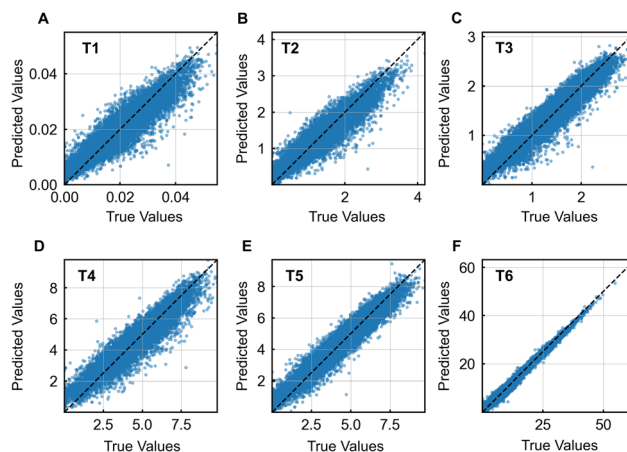 A
T1
Predicted Values
0.04
0.02
0.00
0.00
0.02
0.04
True Values
B
T2
Predicted Values
4
3
2
1
2
4
True Values
C
T3
Predicted Values
3
2
1
1
2
True Values
D
T4
Predicted Values
8
6
4
2
2.5
5.0
7.5
True Values
E
T5
Predicted Values
8
6
4
2
2.5
5.0
7.5
True Values
F
T6
Predicted Values
60
40
20
25
50
True Values